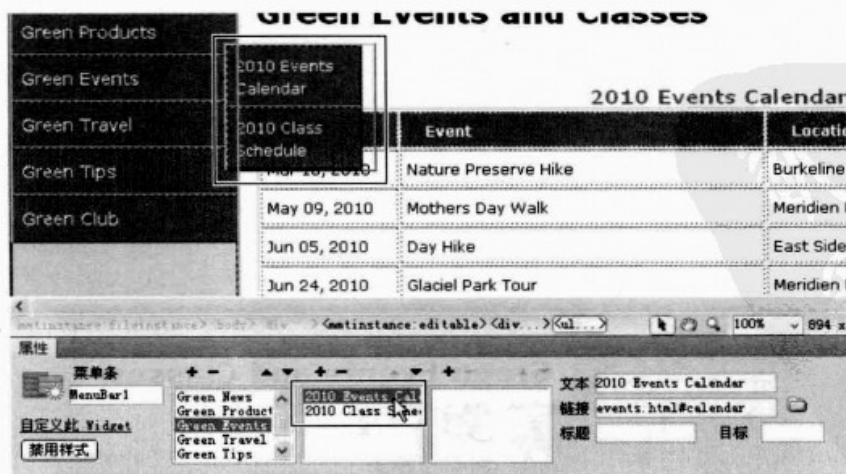 Green Events and Classes
Green Products
Green Events
Green Travel
Green Tips
Green Club
2010 Events
Calendar
2010 Class
Schedule
2010 Events Calendar
Event
Locatio
Nature Preserve Hike
Burkeline
May 09, 2010
Mothers Day Walk
Meridien
Jun 05, 2010
Day Hike
East Side
Jun 24, 2010
Glaciel Park Tour
Meridien
<mmtinstance:fileinstance> <body> <div...> <mmtinstance:editable> <div...> <ul...>
100%
894 x
属性
菜单条
MenuBar1
自定义此 Widget
禁用样式
Green News
Green Product
Green Events
Green Travel
Green Tips
2010 Events Cal
2010 Class Sche
文本 2010 Events Calendar
链接 events.html#calendar
标题
目标